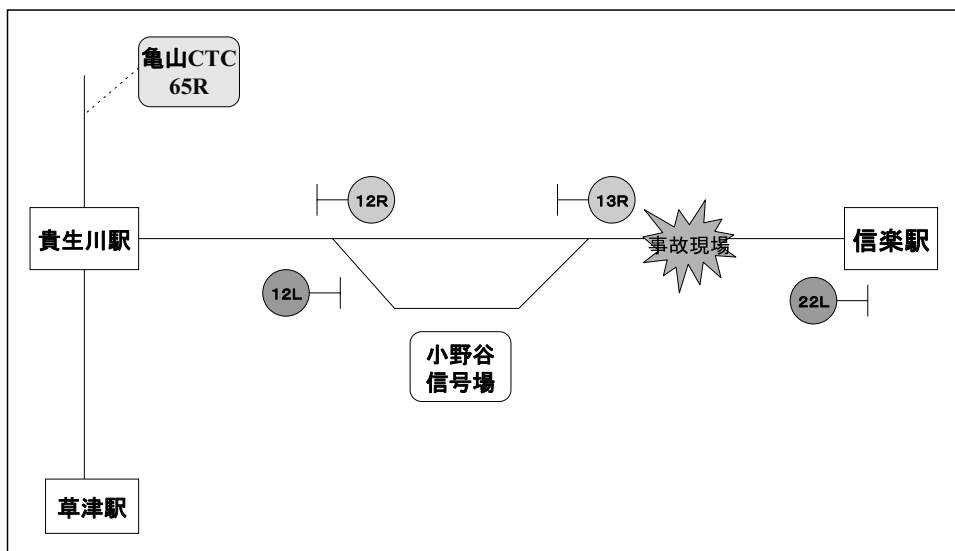 亀山CTC
65R
12R
13R
貴生川駅
事故現場
信楽駅
12L
22L
小野谷
信号場
草津駅